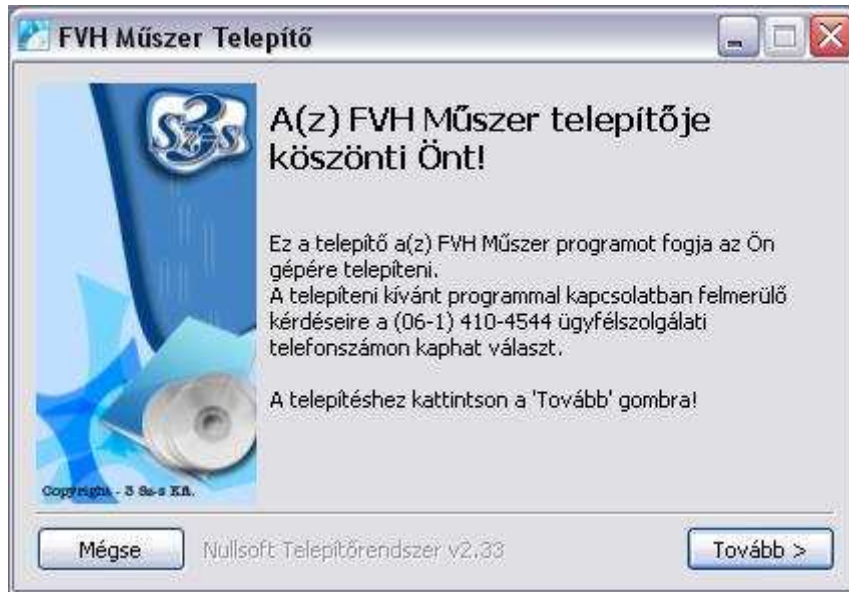 FVH Műszer Telepítő
3
Sz-s
A(z) FVH Műszer telepítője
köszönti Önt!
Ez a telepítő a(z) FVH Műszer programot fogja az Ön
gépére telepíteni.
A telepíteni kívánt programmal kapcsolatban felmerülő
kérdéseire a (06-1) 410-4544 ügyfélszolgálati
telefonszámon kaphat választ.
A telepítéshez kattintson a 'Tovább' gombra!
Copyright - 3 Sz-s Kft.
Mégse
Nullsoft Telepítőrendszer v2.33
Tovább >